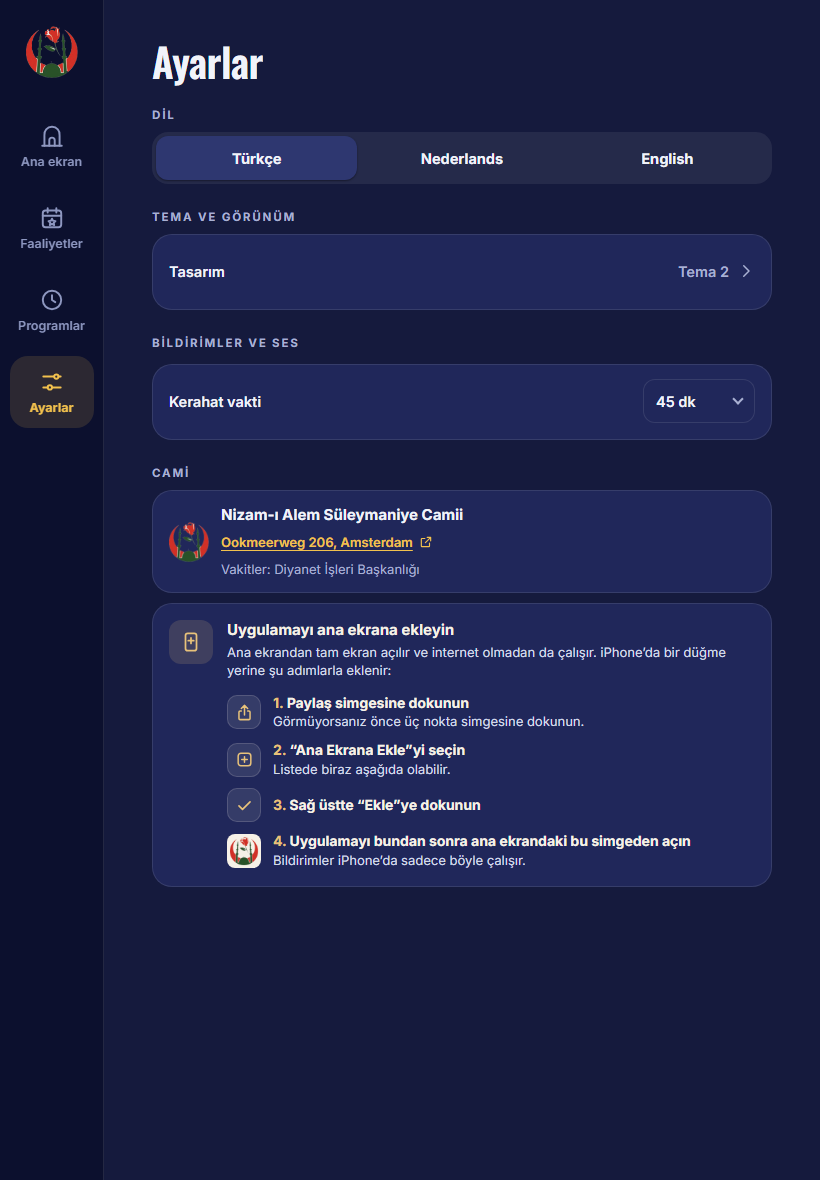 Ayarlar
Ana ekran
Faaliyetler
Programlar
Ayarlar
DİL
Türkçe
Nederlands
English
TEMA VE GÖRÜNÜM
Tasarım
Tema 2
BİLDİRİMLER VE SES
Kerahat vakti
45 dk
CAMİ
Nizam-ı Alem Süleymaniye Camii
Ookmeerweg 206, Amsterdam
Vakitler: Diyanet İşleri Başkanlığı
Uygulamayı ana ekrana ekleyin
Ana ekrandan tam ekran açılır ve internet olmadan da çalışır. iPhone’da bir düğme
yerine şu adımlarla eklenir:
1. Paylaş simgesine dokunun
Görmüyorsanız önce üç nokta simgesine dokunun.
2. “Ana Ekrana Ekle”yi seçin
Listede biraz aşağıda olabilir.
3. Sağ üstte “Ekle”ye dokunun
4. Uygulamayı bundan sonra ana ekrandaki bu simgeden açın
Bildirimler iPhone’da sadece böyle çalışır.